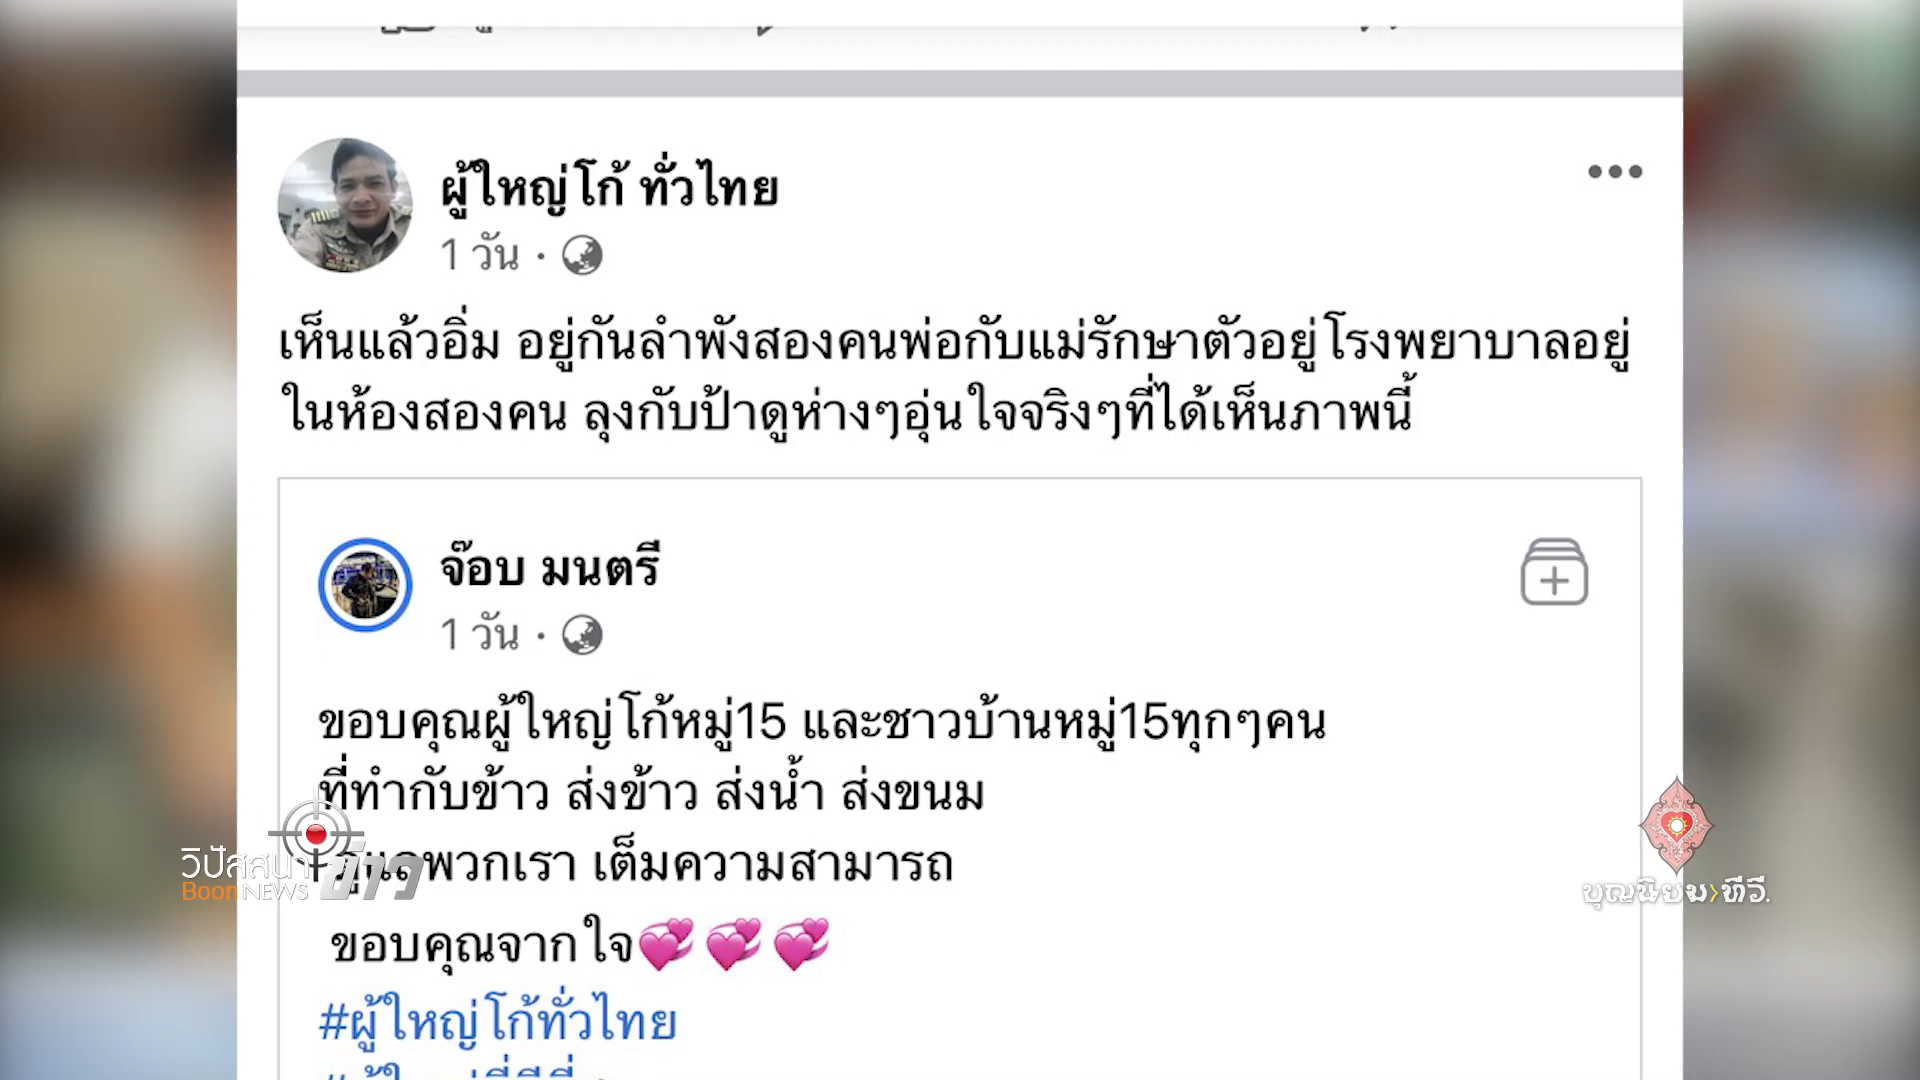 ผู้ใหญ่โก้ ทั่วไทย
1 วัน ·
เห็นแล้วอิ่ม อยู่กันลำพังสองคนพ่อกับแม่รักษาตัวอยู่โรงพยาบาลอยู่
ในห้องสองคน ลุงกับป้าดูห่างๆอุ่นใจจริงๆที่ได้เห็นภาพนี้
จ๊อบ มนตรี
1 วัน ·
ขอบคุณผู้ใหญ่โก้หมู่15 และชาวบ้านหมู่15ทุกๆคน
ที่ทำกับข้าว ส่งข้าว ส่งน้ำ ส่งขนม
ดูแลพวกเรา เต็มความสามารถ
ขอบคุณจากใจ💞💞💞
#ผู้ใหญ่โก้ทั่วไทย
วิปัสสนาข่าว
Boon NEWS
บุญนิยมทีวี.